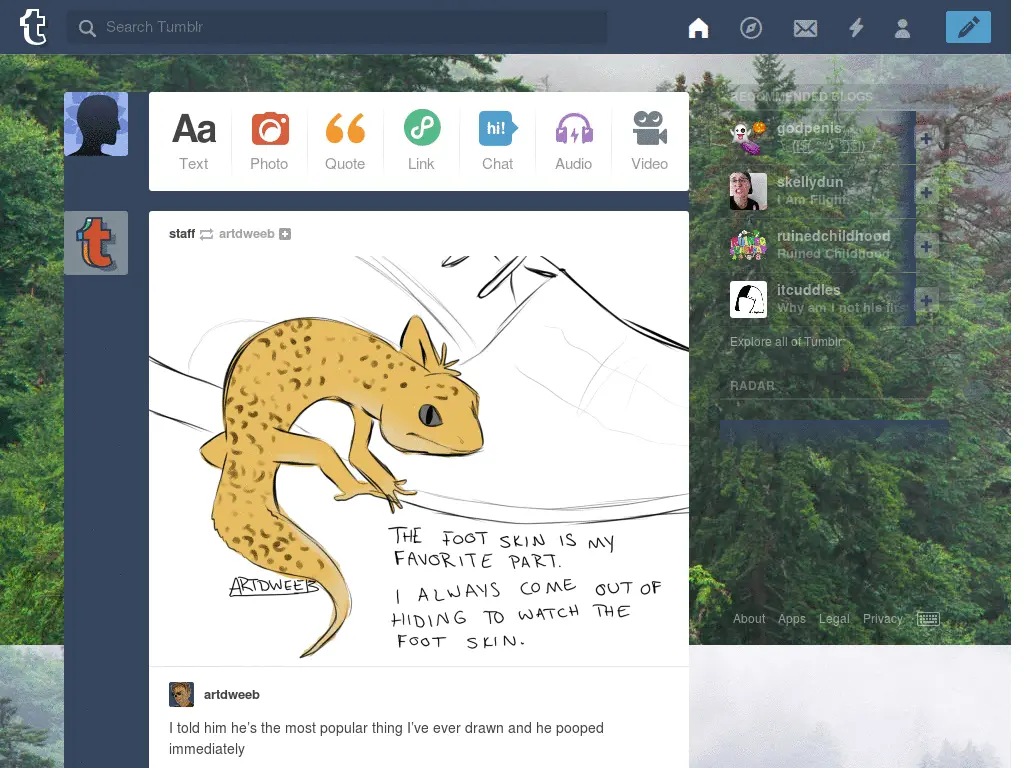 Search Tumblr
Aa
hi!
Text
Photo
Quote
Link
Chat
Audio
Video
staff artdweeb
THE FOOT SKIN IS MY
FAVORITE PART.
I ALWAYS COME OUT OF
HIDING TO WATCH THE
FOOT SKIN.
ARTDWEEB
artdweeb
I told him he's the most popular thing I've ever drawn and he pooped
immediately
RECOMMENDED BLOGS
godpenis
skellydun
I Am Flight.
ruinedchildhood
Ruined Childhood
itcuddles
Why am I not his firs
Explore all of Tumblr
RADAR
About Apps Legal Privacy